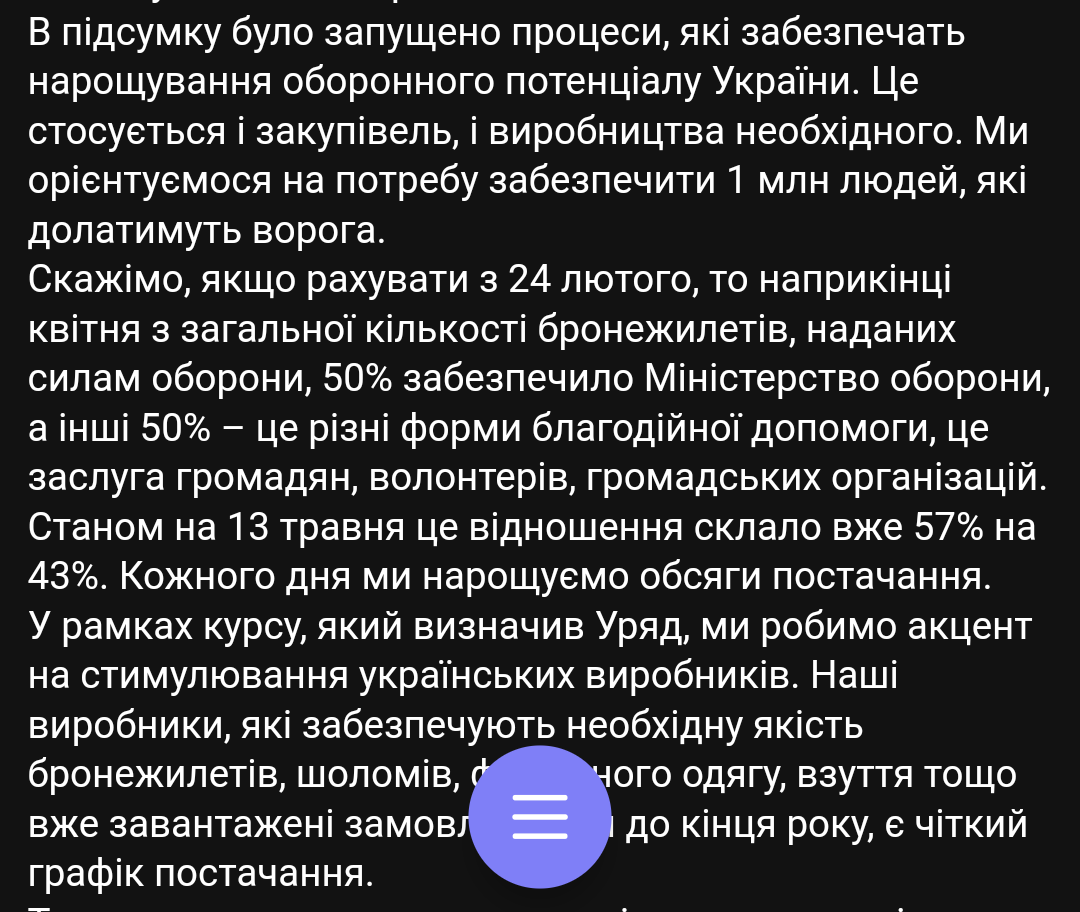 В підсумку було запущено процеси, які забезпечать
нарощування оборонного потенціалу України. Це
стосується і закупівель, і виробництва необхідного. Ми
орієнтуємося на потребу забезпечити 1 млн людей, які
долатимуть ворога.
Скажімо, якщо рахувати з 24 лютого, то наприкінці
квітня з загальної кількості бронежилетів, наданих
силам оборони, 50% забезпечило Міністерство оборони,
а інші 50% – це різні форми благодійної допомоги, це
заслуга громадян, волонтерів, громадських організацій.
Станом на 13 травня це відношення склало вже 57% на
43%. Кожного дня ми нарощуємо обсяги постачання.
У рамках курсу, який визначив Уряд, ми робимо акцент
на стимулювання українських виробників. Наші
виробники, які забезпечують необхідну якість
бронежилетів, шоломів, одягу, взуття тощо
вже завантажені до кінця року, є чіткий
графік постачання.